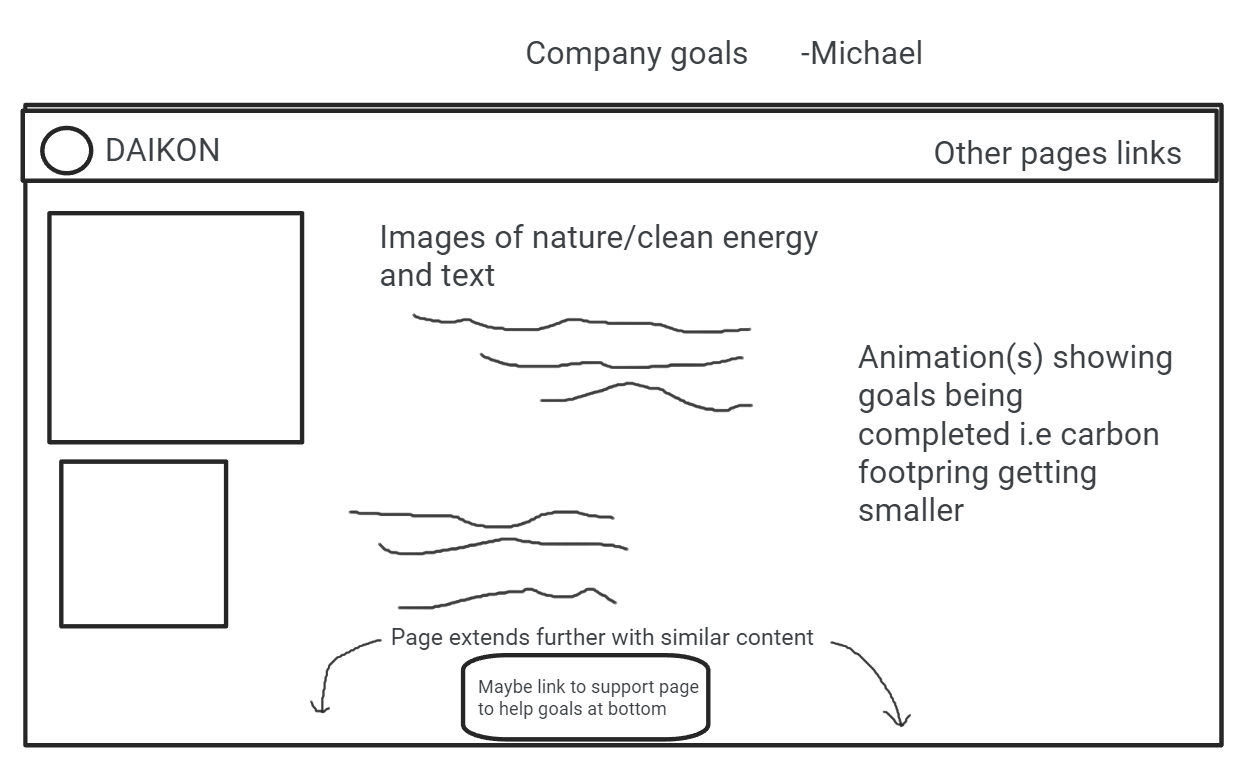 Company goals -Michael
DAIKON
Other pages links
Images of nature/clean energy
and text
Animation(s) showing
goals being
completed i.e carbon
footpring getting
smaller
Page extends further with similar content
Maybe link to support page
to help goals at bottom